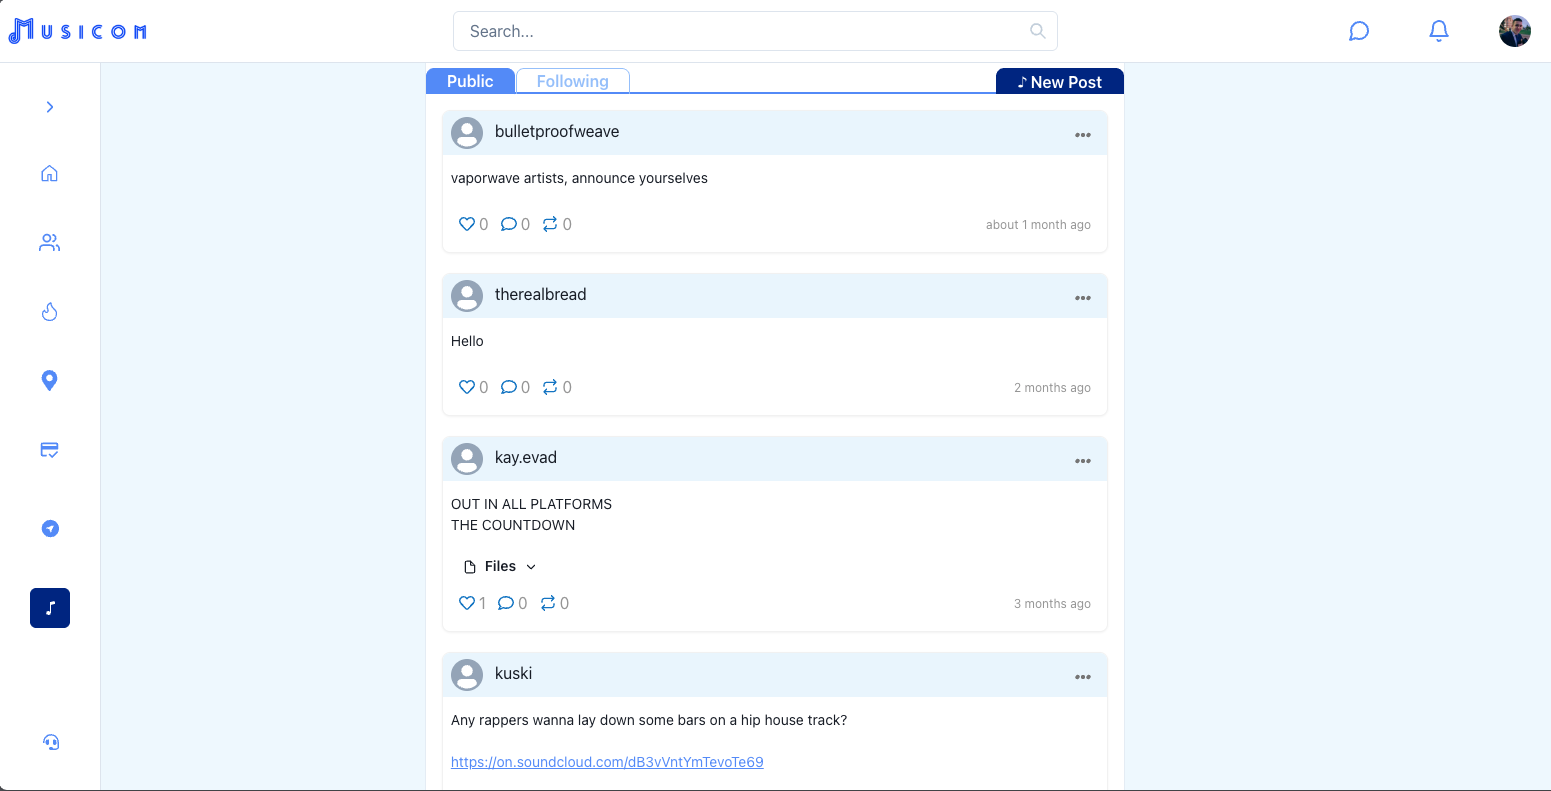 Musicom
Search...
Public Following ♪ New Post
bulletproofweave
vaporwave artists, announce yourselves
0 0 0 about 1 month ago
therealbread
Hello
0 0 0 2 months ago
kay.evad
OUT IN ALL PLATFORMS
THE COUNTDOWN
Files
1 0 0 3 months ago
kuski
Any rappers wanna lay down some bars on a hip house track?
https://on.soundcloud.com/dB3vVntYmTevoTe69